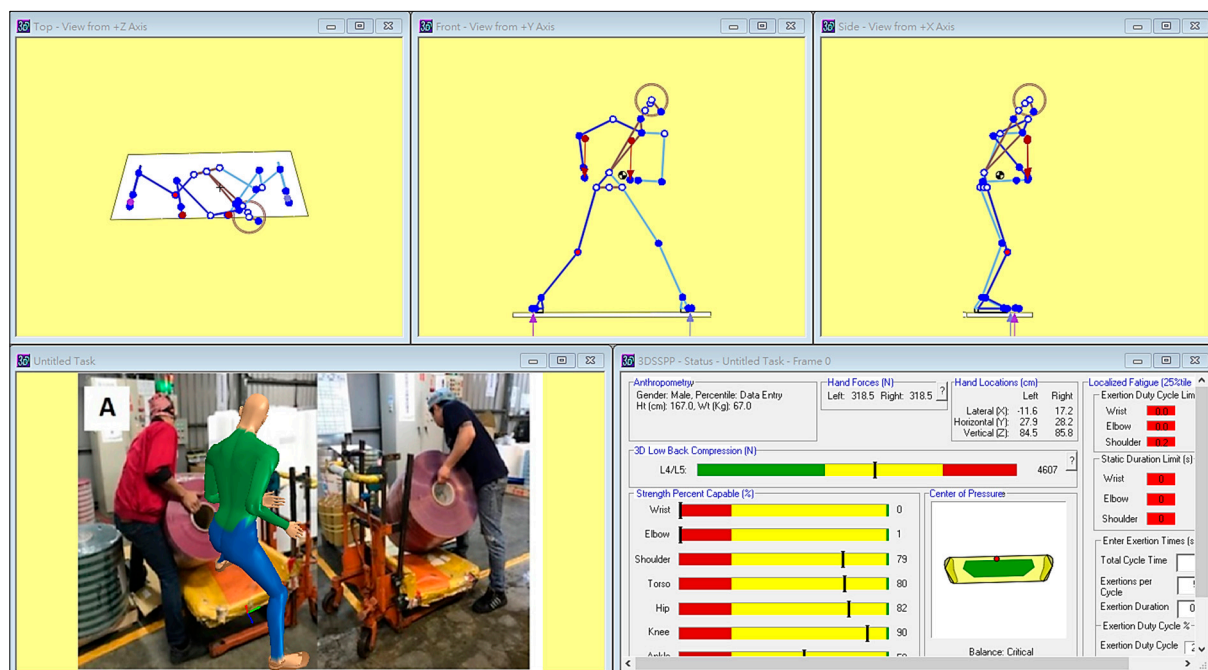 Top - View from +Z Axis
Front - View from +Y Axis
Side - View from +X Axis
Untitled Task
A
3DSSPP - Status - Untitled Task - Frame 0
Anthropometry
Gender: Male, Percentile: Data Entry
Ht (cm): 167.0, Wt (Kg): 67.0
Hand Forces (N)
Left: 318.5 Right: 318.5 ?
Hand Locations (cm)
Left Right
Lateral (X): -11.6 17.2
Horizontal (Y): 27.9 28.2
Vertical (Z): 84.5 85.8
3D Low Back Compression (N)
L4/L5: 4607 ?
Strength Percent Capable (%)
Wrist 0
Elbow 1
Shoulder 79
Torso 80
Hip 82
Knee 90
Center of Pressure
Balance: Critical
Localized Fatigue (25%tile
Exertion Duty Cycle Lim
Wrist 0.0
Elbow 0.0
Shoulder 0.2
Static Duration Limit (s)
Wrist 0
Elbow 0
Shoulder 0
Enter Exertion Times (s
Total Cycle Time
Exertions per
Cycle
Exertion Duration 0
Exertion Duty Cycle %
Exertion Duty Cycle